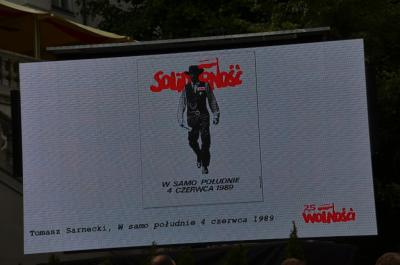 SOLIDARNOŚĆ
W SAMO POŁUDNIE
4 CZERWCA 1989
25
WOLNOŚCI
Tomasz Sarnecki, W samo południe 4 czerwca 1989